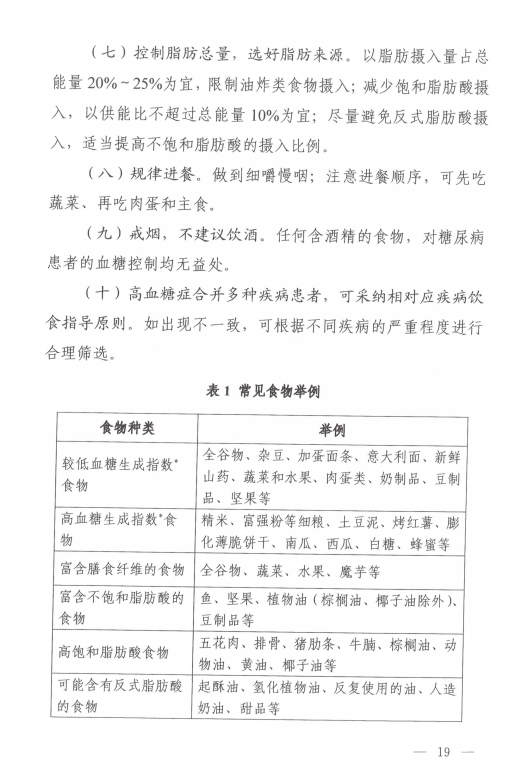 （七）控制脂肪总量，选好脂肪来源。以脂肪摄入量占总
能量20%~25%为宜，限制油炸类食物摄入；减少饱和脂肪酸摄
入，以供能比不超过总能量10%为宜；尽量避免反式脂肪酸摄
入，适当提高不饱和脂肪酸的摄入比例。
（八）规律进餐。做到细嚼慢咽；注意进餐顺序，可先吃
蔬菜、再吃肉蛋和主食。
（九）戒烟，不建议饮酒。任何含酒精的食物，对糖尿病
患者的血糖控制均无益处。
（十）高血糖症合并多种疾病患者，可采纳相对应疾病饮
食指导原则。如出现不一致，可根据不同疾病的严重程度进行
合理筛选。
表1 常见食物举例
食物种类
举例
较低血糖生成指数*
食物
全谷物、杂豆、加蛋面条、意大利面、新鲜
山药、蔬菜和水果、肉蛋类、奶制品、豆制
品、坚果等
高血糖生成指数*食
物
精米、富强粉等细粮、土豆泥、烤红薯、膨
化薄脆饼干、南瓜、西瓜、白糖、蜂蜜等
富含膳食纤维的食物
全谷物、蔬菜、水果、魔芋等
富含不饱和脂肪酸的
食物
鱼、坚果、植物油（棕榈油、椰子油除外）、
豆制品等
高饱和脂肪酸食物
五花肉、排骨、猪肋条、牛腩、棕榈油、动
物油、黄油、椰子油等
可能含有反式脂肪酸
的食物
起酥油、氢化植物油、反复使用的油、人造
奶油、甜品等
— 19 —